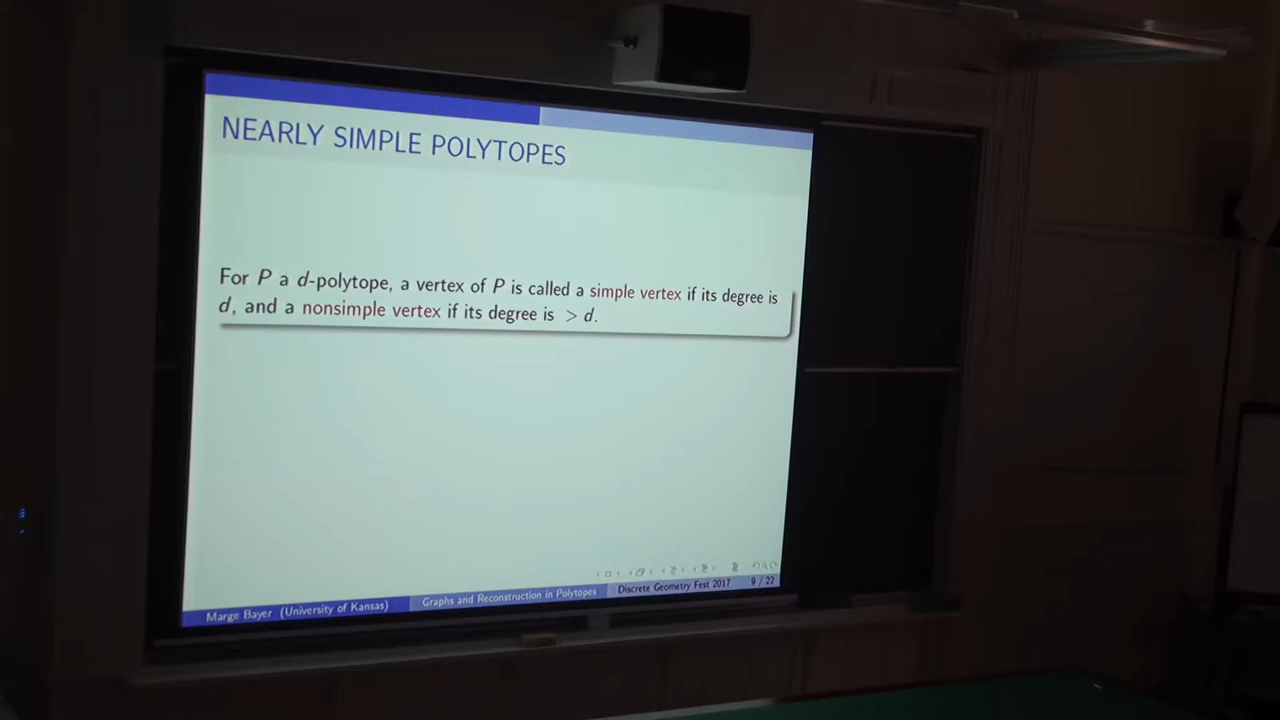 NEARLY SIMPLE POLYTOPES
For P a d-polytope, a vertex of P is called a simple vertex if its degree is
d, and a nonsimple vertex if its degree is > d.
Marge Bayer (University of Kansas) Graphs and Reconstruction in Polytopes Discrete Geometry Fest 2017 9 / 22